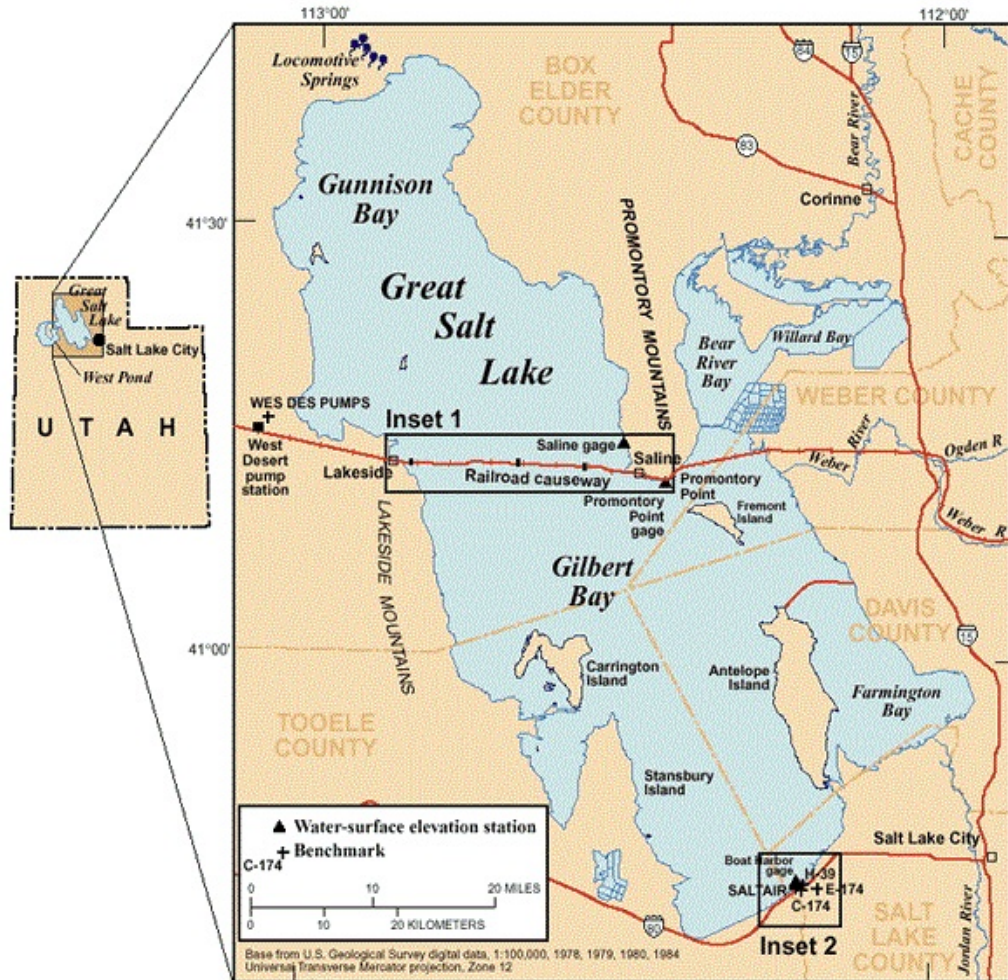 113°00'
112°00'
Locomotive
Springs
BOX
ELDER
COUNTY
84
15
Bear River
CACHE
COUNTY
83
Corinne
Gunnison
Bay
41°30'
PROMONTORY MOUNTAINS
Great
Salt
Lake
Bear
River
Bay
Willard Bay
Great
Salt
Lake
Salt Lake City
West Pond
UTAH
WEBER COUNTY
WES DES PUMPS
West
Desert
pump
station
Inset 1
Saline gage
Saline
Lakeside
Railroad causeway
Promontory
Point
Promontory
Point
gage
Fremont
Island
Weber
River
Ogden R
Weber R
LAKESIDE MOUNTAINS
Gilbert
Bay
DAVIS
COUNTY
15
41°00'
Carrington
Island
Antelope
Island
Farmington
Bay
TOOELE
COUNTY
Stansbury
Island
Water-surface elevation station
Benchmark
C-174
0 10 20 MILES
0 10 20 KILOMETERS
Salt Lake City
Boat Harbor
gage
H-39
SALTAIR
E-174
C-174
Inset 2
80
SALT
LAKE
COUNTY
Jordan River
Base from U.S. Geological Survey digital data, 1:100,000, 1978, 1979, 1980, 1984
Universal Transverse Mercator projection, Zone 12